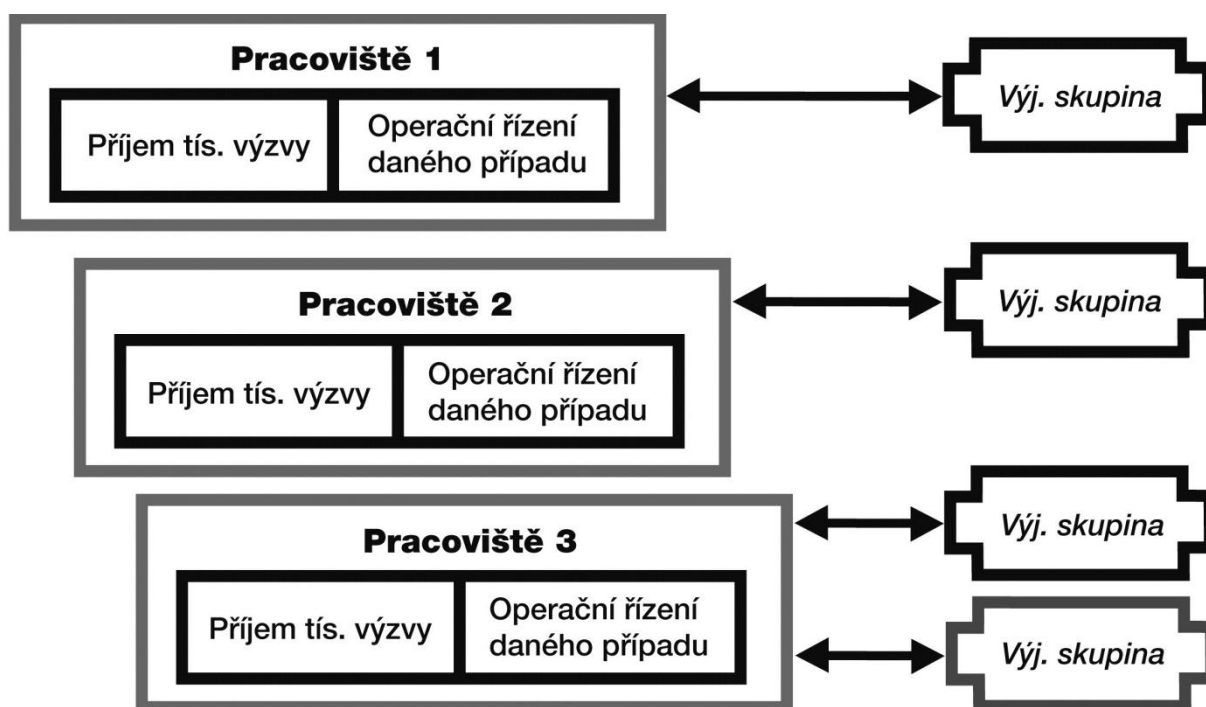 Pracoviště 1
Příjem tís. výzvy
Operační řízení
daného případu
Výj. skupina
Pracoviště 2
Příjem tís. výzvy
Operační řízení
daného případu
Výj. skupina
Pracoviště 3
Příjem tís. výzvy
Operační řízení
daného případu
Výj. skupina
Výj. skupina